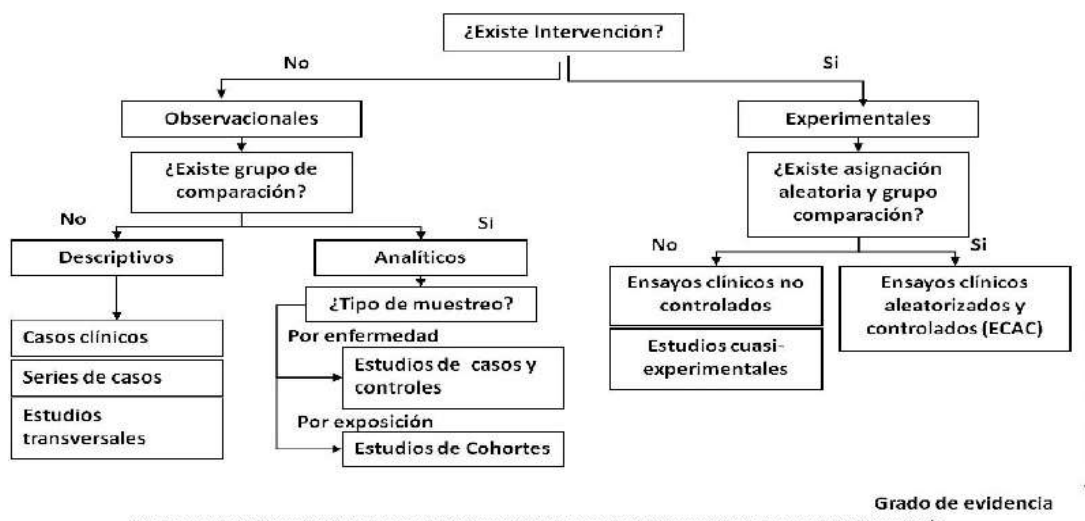 ¿Existe Intervención?
No
Si
Observacionales
Experimentales
¿Existe grupo de
comparación?
¿Existe asignación
aleatoria y grupo
comparación?
No
Si
No
Si
Descriptivos
Analíticos
Ensayos clínicos no
controlados
Ensayos clínicos
aleatorizados y
controlados (ECAC)
¿Tipo de muestreo?
Casos clínicos
Por enfermedad
Estudios de casos y
controles
Estudios cuasi-
experimentales
Series de casos
Estudios
transversales
Por exposición
Estudios de Cohortes
Grado de evidencia